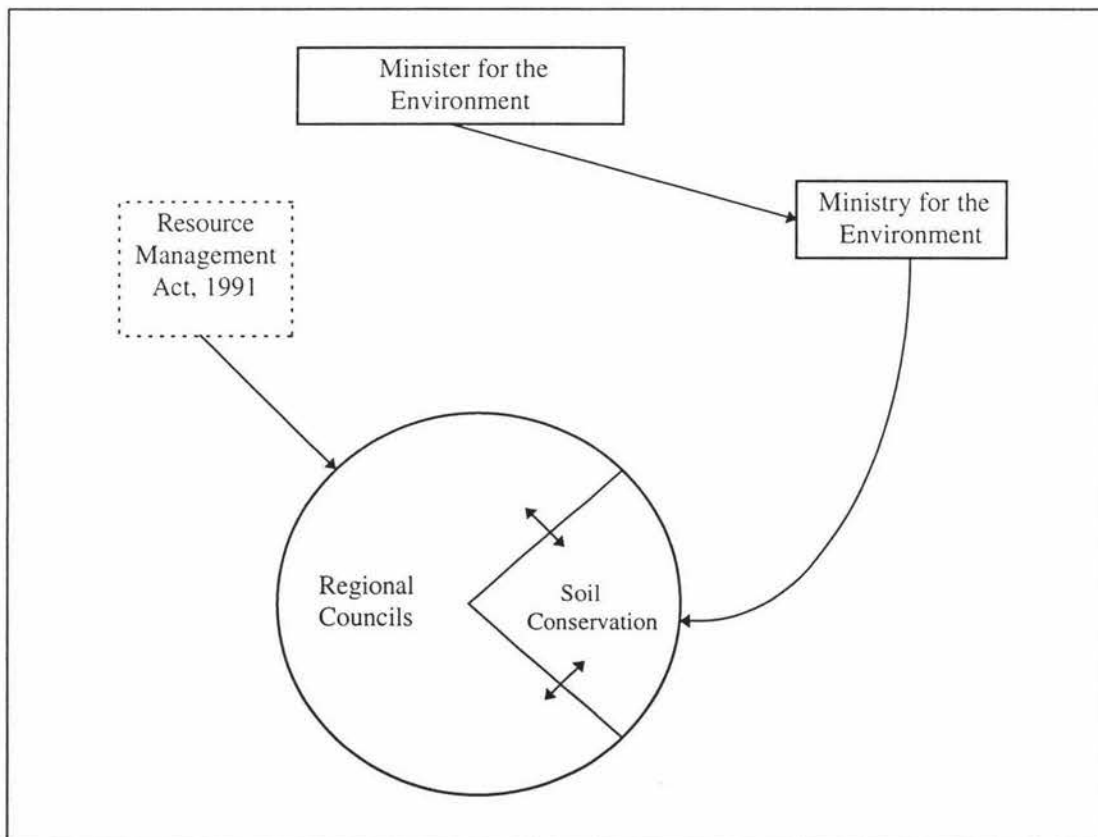 Minister for the
Environment
Ministry for the
Environment
Resource
Management
Act, 1991
Regional
Councils
Soil
Conservation